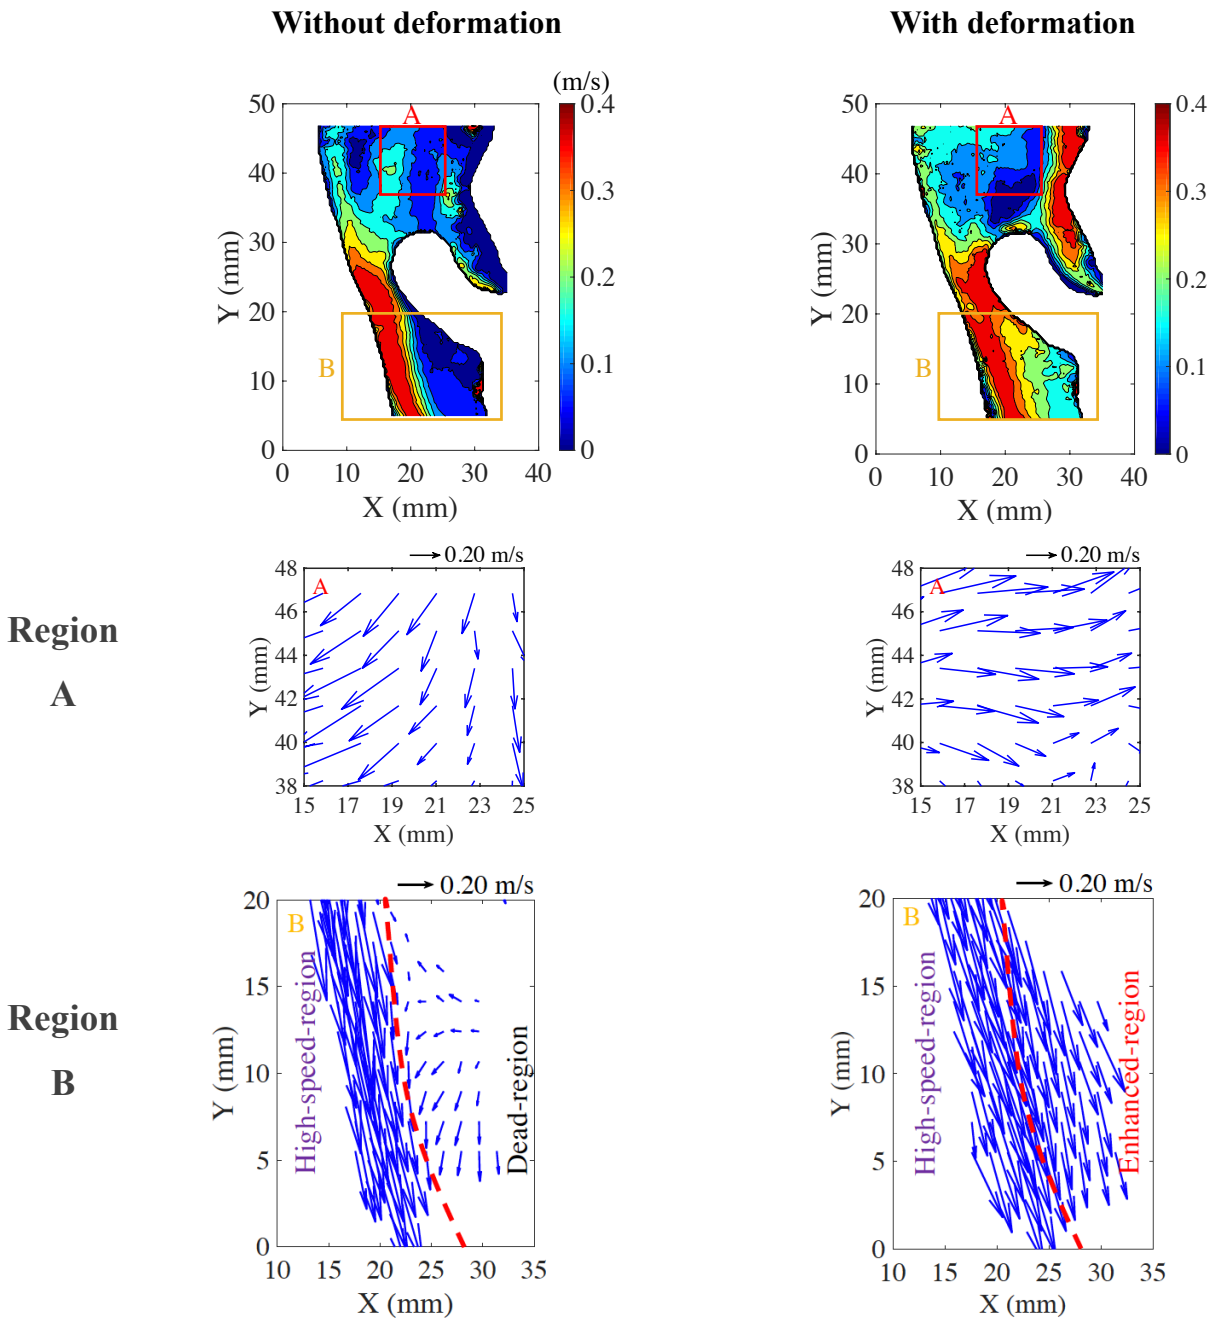 Without deformation
With deformation
(m/s)
50
40
30
20
10
0
0 10 20 30 40
X (mm)
Y (mm)
A
B
0.4
0.3
0.2
0.1
0
50
40
30
20
10
0
0 10 20 30 40
X (mm)
Y (mm)
A
B
0.4
0.3
0.2
0.1
0
Region
A
0.20 m/s
A
48
46
44
42
40
38
15 17 19 21 23 25
X (mm)
Y (mm)
0.20 m/s
A
48
46
44
42
40
38
15 17 19 21 23 25
X (mm)
Y (mm)
Region
B
0.20 m/s
B
High-speed-region
Dead-region
20
15
10
5
0
10 15 20 25 30 35
X (mm)
Y (mm)
0.20 m/s
B
High-speed-region
Enhanced-region
20
15
10
5
0
10 15 20 25 30 35
X (mm)
Y (mm)